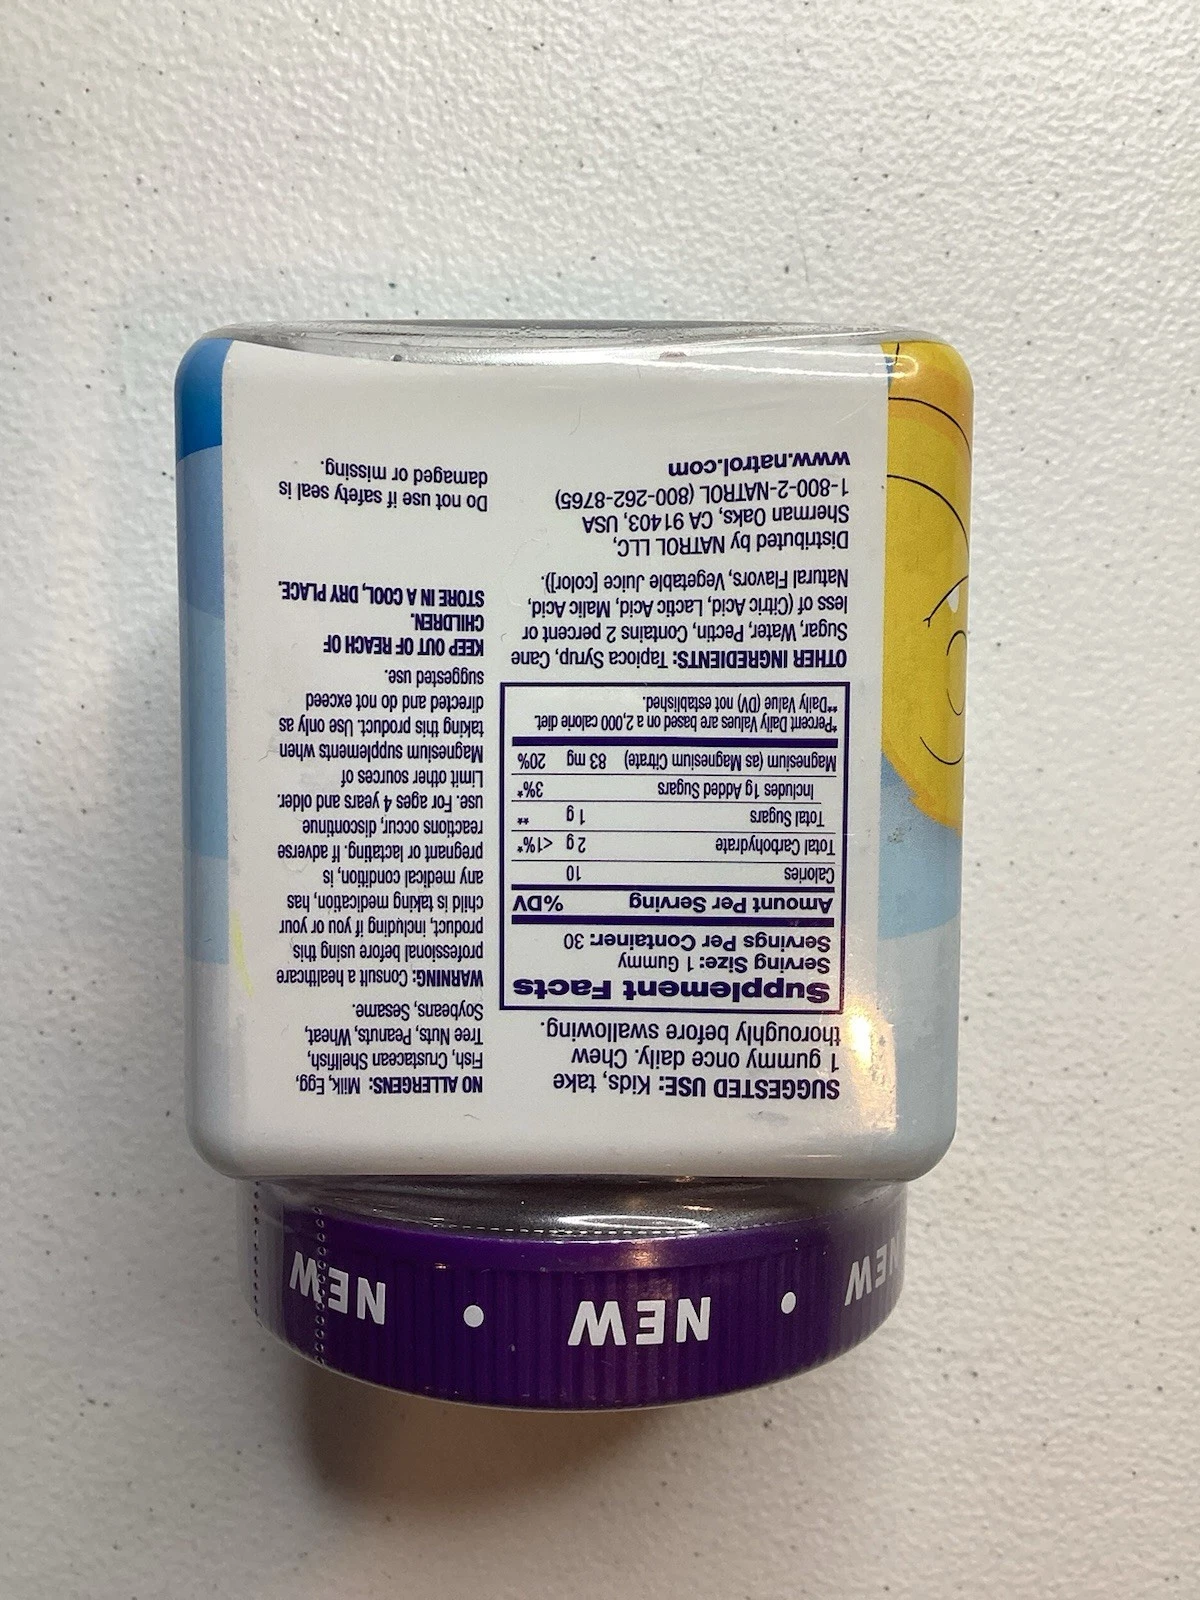 SUGGESTED USE: Kids, take
1 gummy once daily. Chew
thoroughly before swallowing.
Supplement Facts
Serving Size: 1 Gummy
Servings Per Container: 30
Amount Per Serving %DV
Calories 10
Total Carbohydrate 2 g <1%*
Total Sugars 1 g **
Includes 1g Added Sugars 3%*
Magnesium (as Magnesium Citrate) 83 mg 20%
*Percent Daily Values are based on a 2,000 calorie diet.
**Daily Value (DV) not established.
OTHER INGREDIENTS: Tapioca Syrup, Cane
Sugar, Water, Pectin, Contains 2 percent or
less of (Citric Acid, Lactic Acid, Malic Acid,
Natural Flavors, Vegetable Juice [color]).
Distributed by NATROL LLC,
Sherman Oaks, CA 91403, USA
1-800-2-NATROL (800-262-8765)
www.natrol.com
NO ALLERGENS: Milk, Egg,
Fish, Crustacean Shellfish,
Tree Nuts, Peanuts, Wheat,
Soybeans, Sesame.
WARNING: Consult a healthcare
professional before using this
product, including if you or your
child is taking medication, has
any medical condition, is
pregnant or lactating. If adverse
reactions occur, discontinue
use. For ages 4 years and older.
Limit other sources of
Magnesium supplements when
taking this product. Use only as
directed and do not exceed
suggested use.
KEEP OUT OF REACH OF
CHILDREN.
STORE IN A COOL, DRY PLACE.
Do not use if safety seal is
damaged or missing.
NEW • NEW • NEW